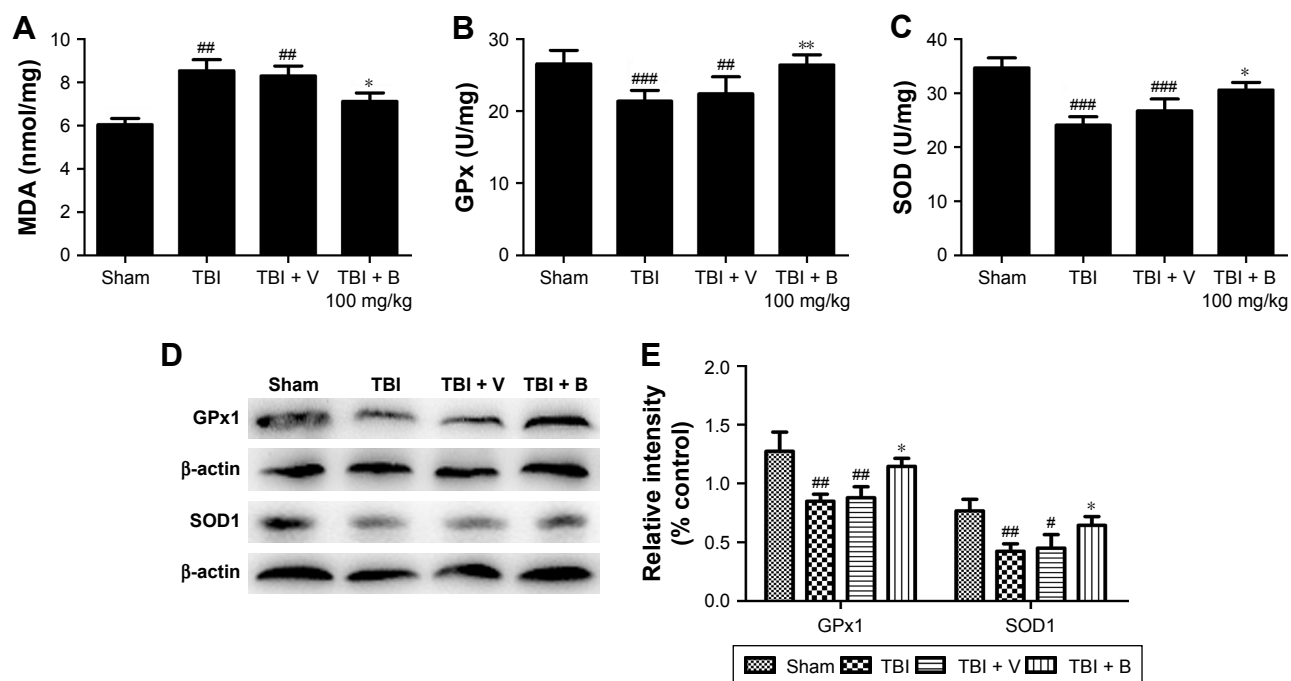 A
MDA (nmol/mg)
10
8
6
4
2
0
##
##
*
Sham
TBI
TBI + V
TBI + B
100 mg/kg
B
GPx (U/mg)
30
20
10
0
###
##
**
Sham
TBI
TBI + V
TBI + B
100 mg/kg
C
SOD (U/mg)
40
30
20
10
0
###
###
*
Sham
TBI
TBI + V
TBI + B
100 mg/kg
D
Sham TBI TBI + V TBI + B
GPx1
β-actin
SOD1
β-actin
E
Relative intensity
(% control)
2.0
1.5
1.0
0.5
0.0
##
##
*
##
#
*
GPx1
SOD1
Sham TBI TBI + V TBI + B